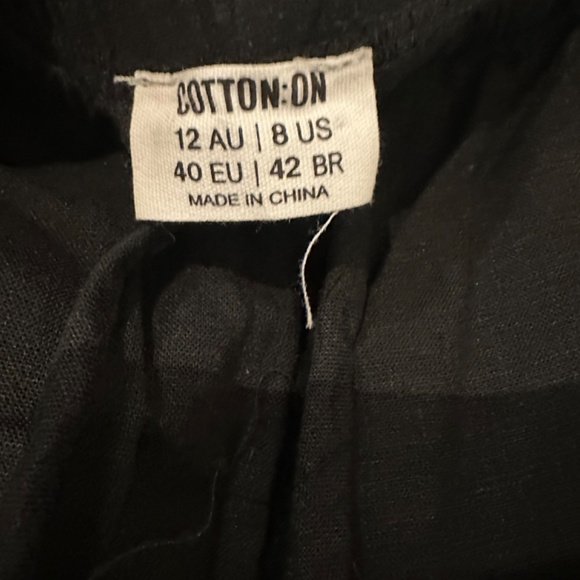 COTTON:ON
12 AU | 8 US
40 EU | 42 BR
MADE IN CHINA